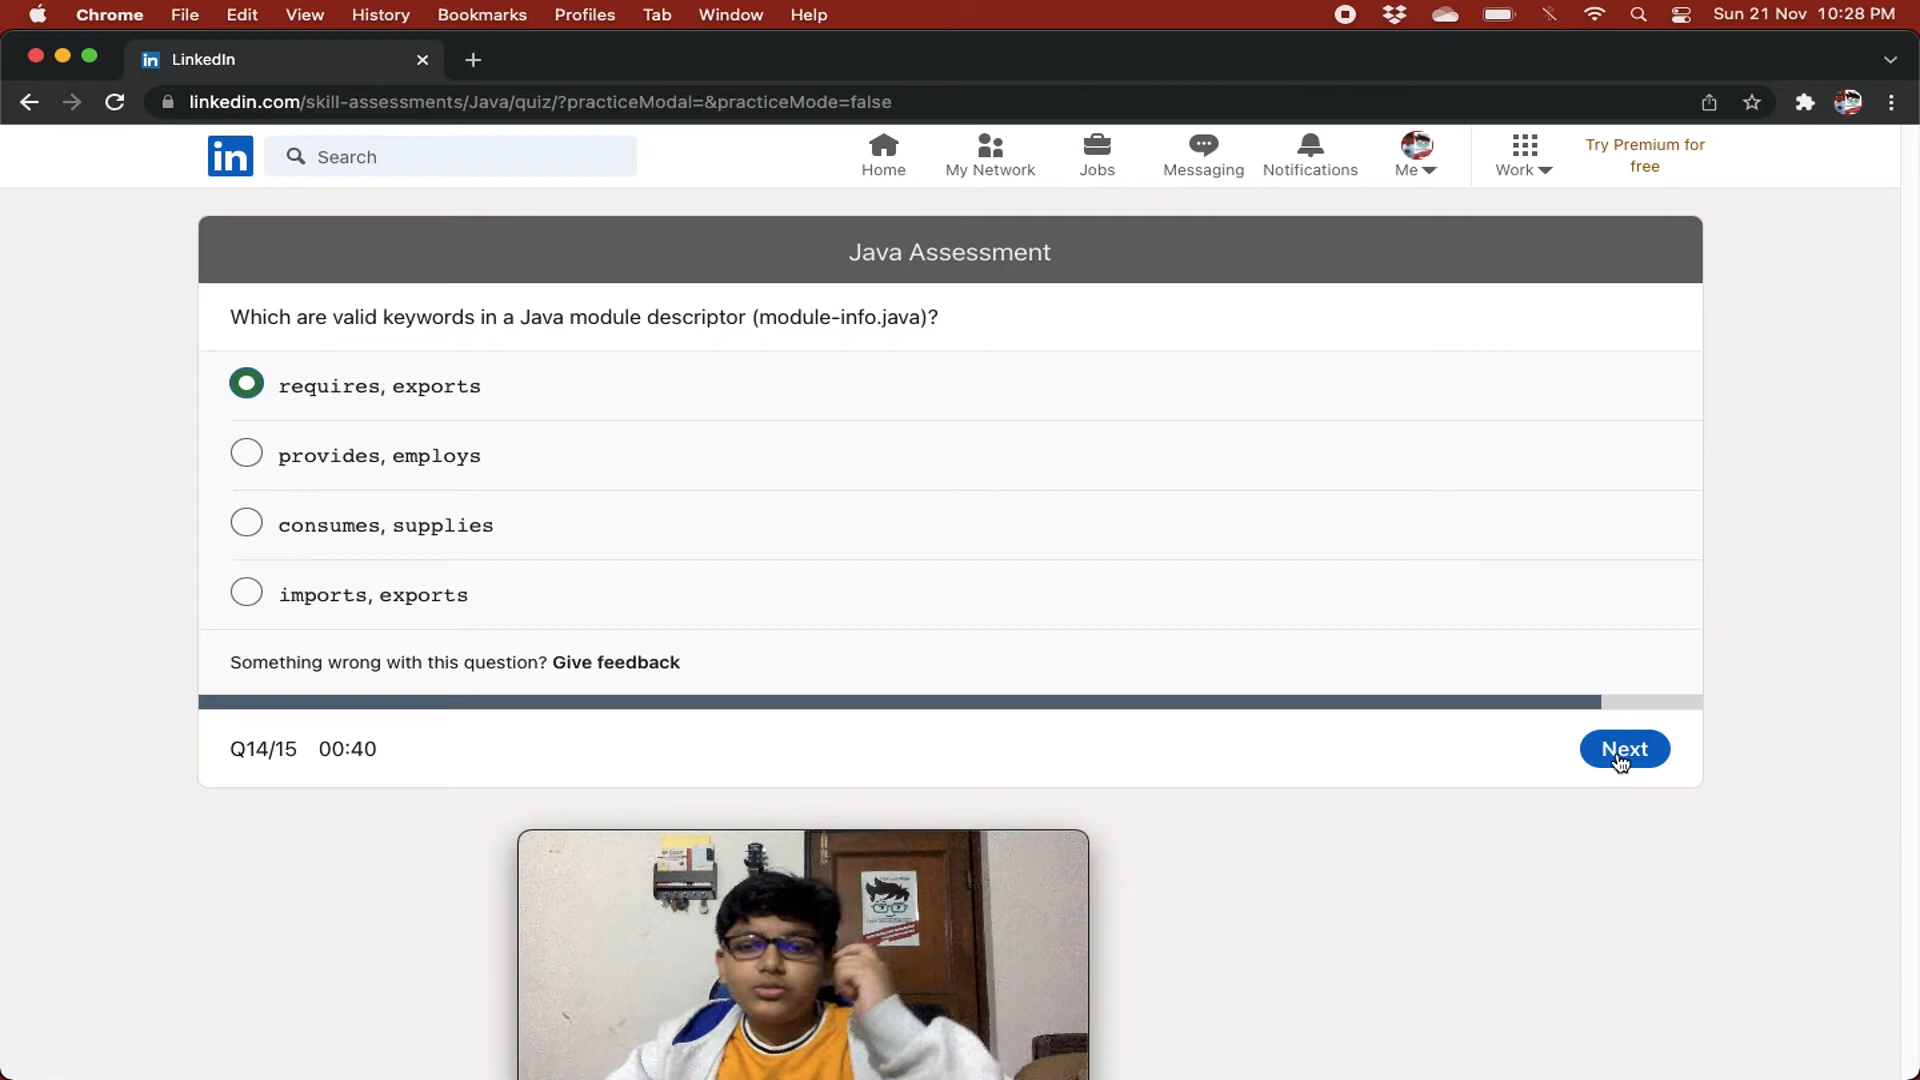 Chrome File Edit View History Bookmarks Profiles Tab Window Help Sun 21 Nov 10:28 PM
in LinkedIn
linkedin.com/skill-assessments/Java/quiz/?practiceModal=&practiceMode=false
in Search Home My Network Jobs Messaging Notifications Me Work Try Premium for
free
Java Assessment
Which are valid keywords in a Java module descriptor (module-info.java)?
requires, exports
provides, employs
consumes, supplies
imports, exports
Something wrong with this question? Give feedback
Q14/15 00:40 Next